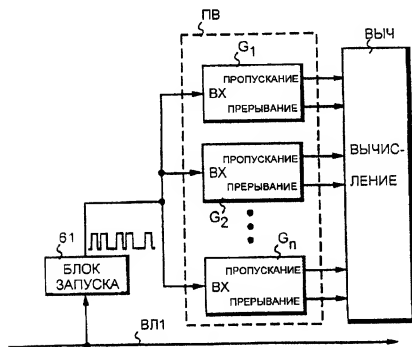 ПВ
ВЫЧ
G1
ПРОПУСКАНИЕ
ВХ
ПРЕРЫВАНИЕ
ПРОПУСКАНИЕ
ВХ
ПРЕРЫВАНИЕ
G2
ВЫЧИС-
ЛЕНИЕ
61
БЛОК
ЗАПУСКА
Gn
ПРОПУСКАНИЕ
ВХ
ПРЕРЫВАНИЕ
ВЛ1